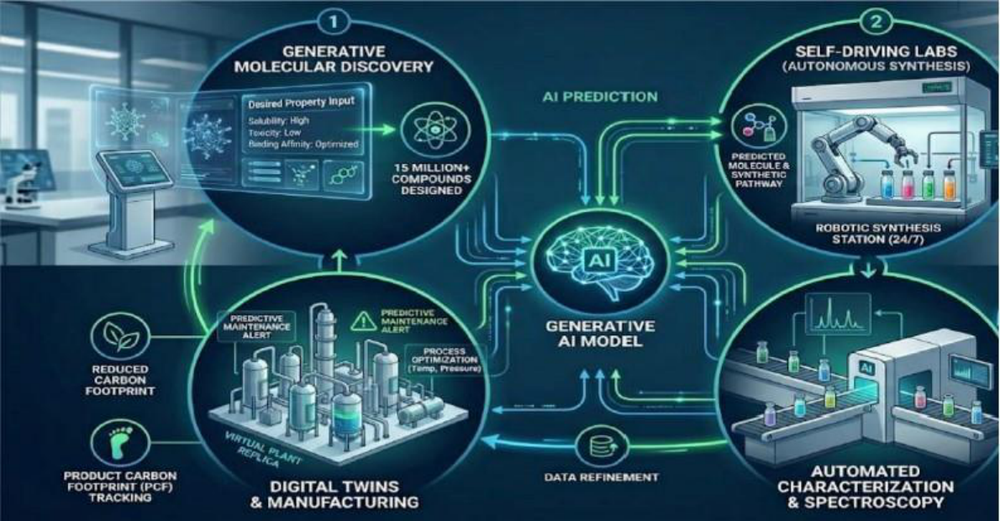 1
GENERATIVE
MOLECULAR DISCOVERY
Desired Property Input
Solubility: High
Toxicity: Low
Binding Affinity: Optimized
15 MILLION+
COMPOUNDS
DESIGNED
AI PREDICTION
2
SELF-DRIVING LABS
(AUTONOMOUS SYNTHESIS)
PREDICTED
MOLECULE &
SYNTHETIC
PATHWAY
ROBOTIC SYNTHESIS
STATION (24/7)
AI
GENERATIVE
AI MODEL
PREDICTIVE
MAINTENANCE
ALERT
PREDICTIVE
MAINTENANCE
ALERT
PROCESS
OPTIMIZATION
(Temp, Pressure)
VIRTUAL PLANT
REPLICA
DIGITAL TWINS
& MANUFACTURING
REDUCED
CARBON
FOOTPRINT
PRODUCT CARBON
FOOTPRINT (PCF)
TRACKING
DATA REFINEMENT
AI
AUTOMATED
CHARACTERIZATION
& SPECTROSCOPY